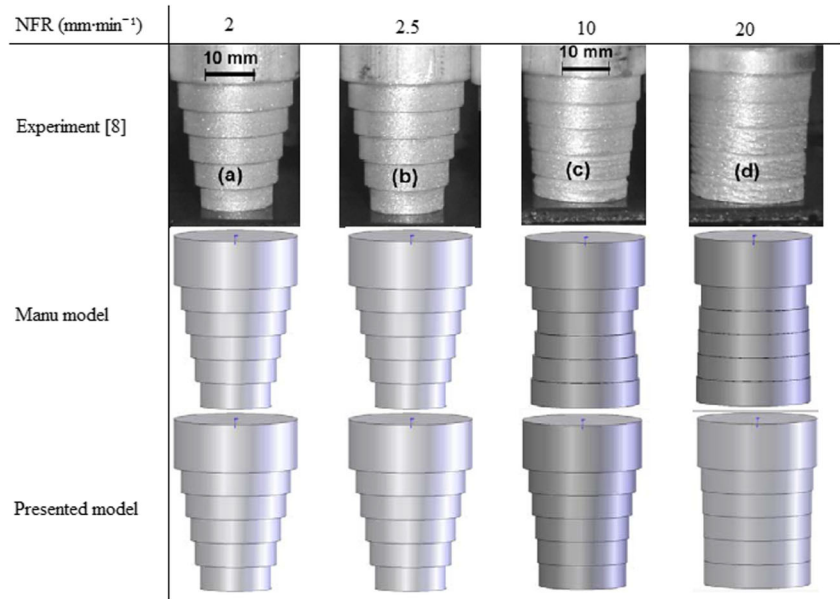 NFR (mm·min⁻¹) 2 2.5 10 20
Experiment [8]
10 mm
10 mm
(a)
(b)
(c)
(d)
Manu model
Presented model